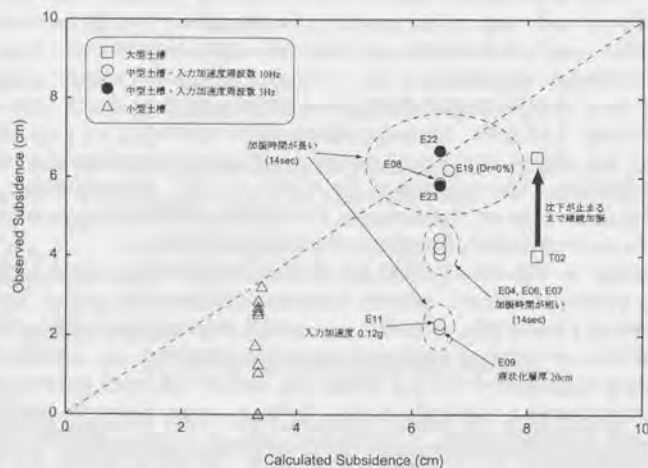 10
8
6
4
2
0
Observed Subsidence (cm)
大型土槽
中型土槽・入力加速度周波数 10Hz
中型土槽・入力加速度周波数 3Hz
小型土槽
加振時間が長い
(14sec)
E22
E08
E19 (Dr=0%)
E23
沈下が止まる
まで継続加振
T02
E04, E06, E07
加振時間が短い
(14sec)
E11
入力加速度 0.12g
E09
液状化層厚 20cm
0
2
4
6
8
10
Calculated Subsidence (cm)